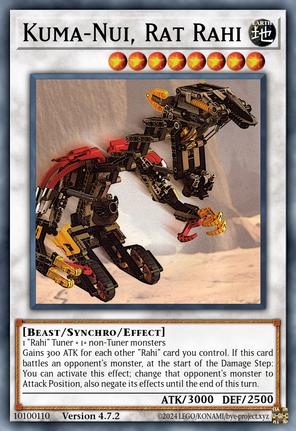 KUMA-NUI, RAT RAHI
EARTH
地
[BEAST/SYNCHRO/EFFECT]
1 "Rahi" Tuner + 1+ non-Tuner monsters
Gains 300 ATK for each other "Rahi" card you control. If this card
battles an opponent's monster, at the start of the Damage Step:
You can activate this effect; change that opponent's monster to
Attack Position, also negate its effects until the end of this turn.
ATK/3000 DEF/2500
10100110 Version 4.7.2 ©2024 LEGO/KONAMI/bye-project.xyz